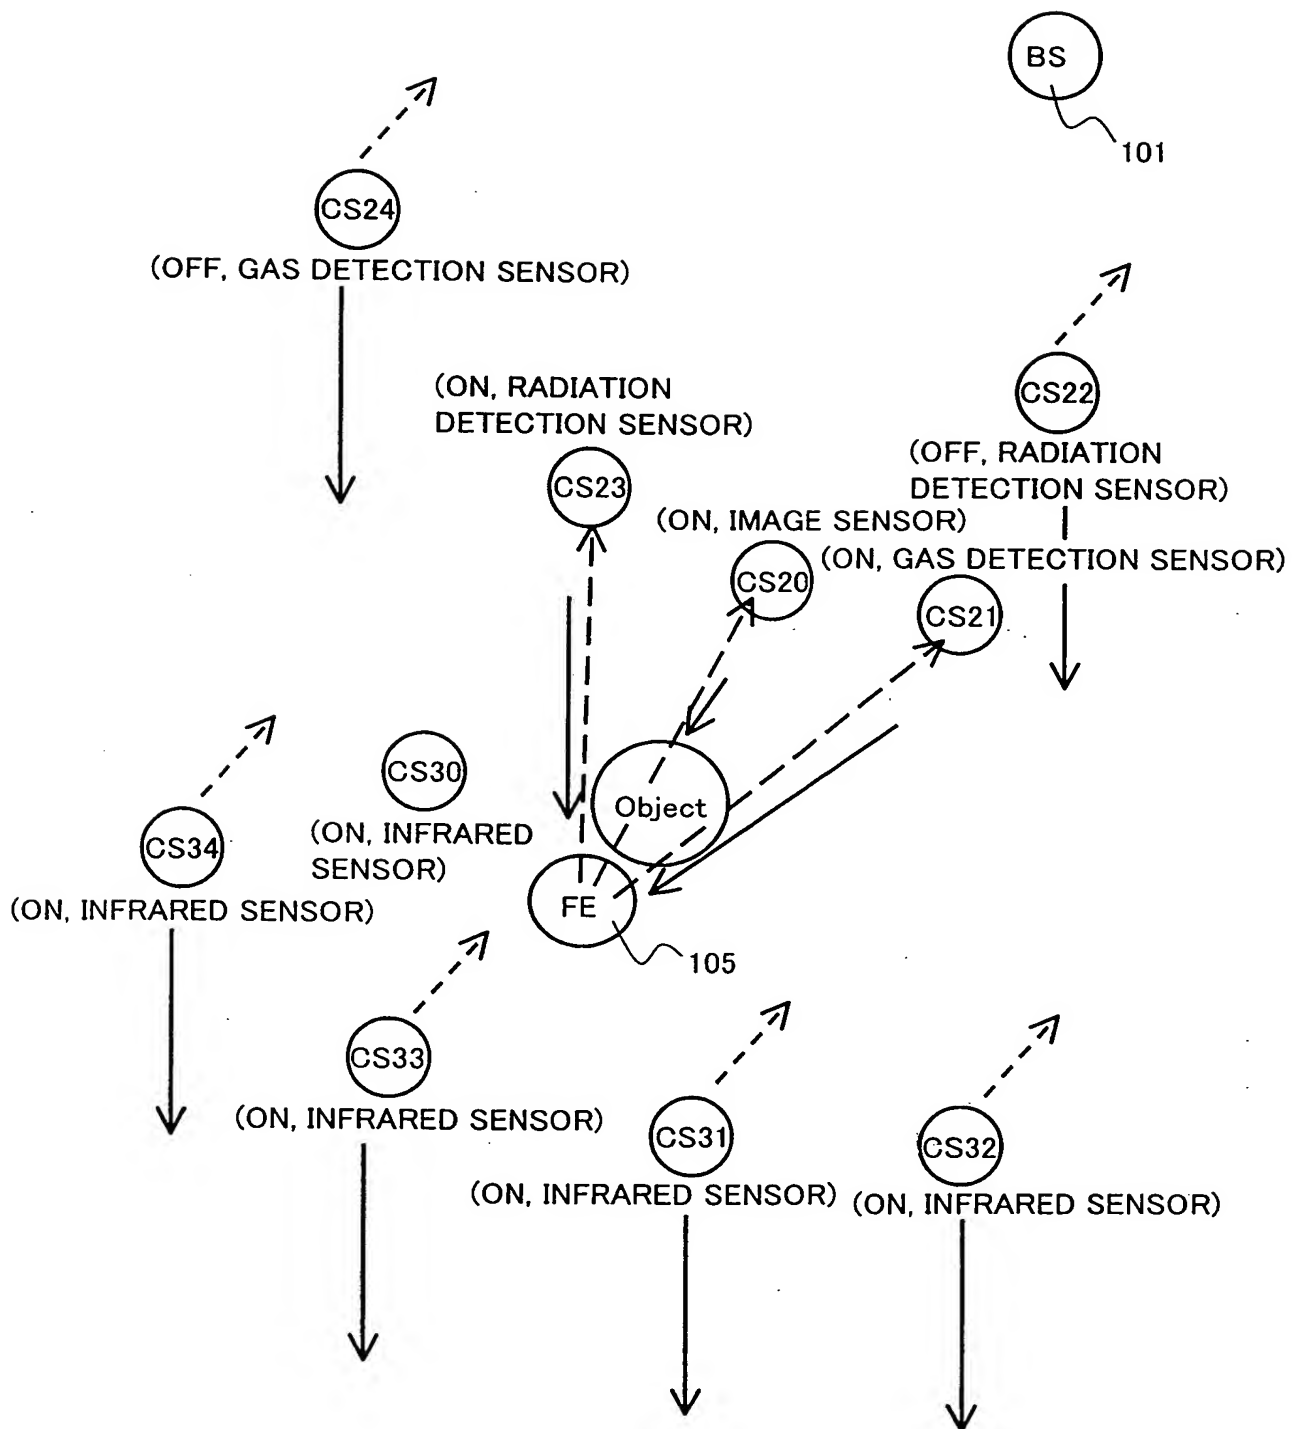 BS
101
CS24
(OFF, GAS DETECTION SENSOR)
(ON, RADIATION
DETECTION SENSOR)
CS23
CS22
(OFF, RADIATION
DETECTION SENSOR)
(ON, IMAGE SENSOR)
CS20
(ON, GAS DETECTION SENSOR)
CS21
CS30
(ON, INFRARED
SENSOR)
Object
CS34
(ON, INFRARED SENSOR)
FE
105
CS33
(ON, INFRARED SENSOR)
CS31
(ON, INFRARED SENSOR)
CS32
(ON, INFRARED SENSOR)